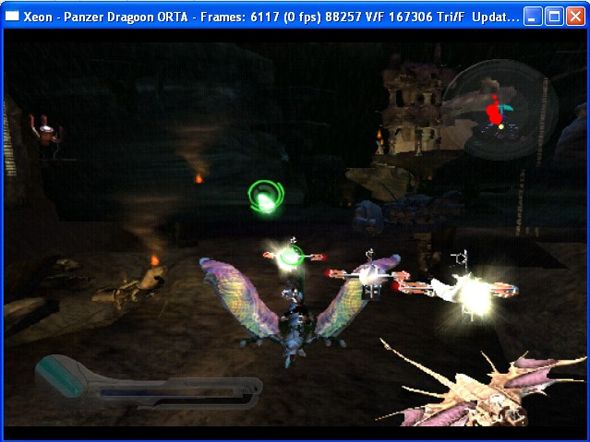 Xeon - Panzer Dragoon ORTA - Frames: 6117 (0 fps) 88257 V/F 167306 Tri/F Updat...